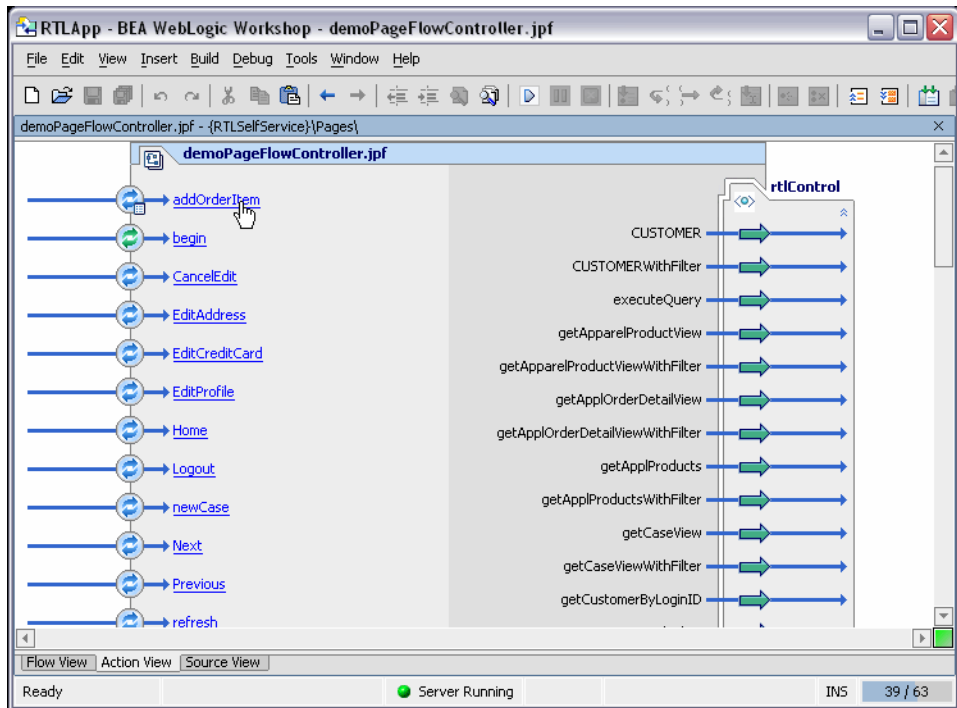 RTLApp - BEA WebLogic Workshop - demoPageFlowController.jpf
File Edit View Insert Build Debug Tools Window Help
demoPageFlowController.jpf - {RTLSelfService}\Pages\
demoPageFlowController.jpf
rtlControl
addOrderItem
begin
CancelEdit
EditAddress
EditCreditCard
EditProfile
Home
Logout
newCase
Next
Previous
refresh
CUSTOMER
CUSTOMERWithFilter
executeQuery
getApparelProductView
getApparelProductViewWithFilter
getApplOrderDetailView
getApplOrderDetailViewWithFilter
getApplProducts
getApplProductsWithFilter
getCaseView
getCaseViewWithFilter
getCustomerByLoginID
Flow View Action View Source View
Ready Server Running INS 39 / 63